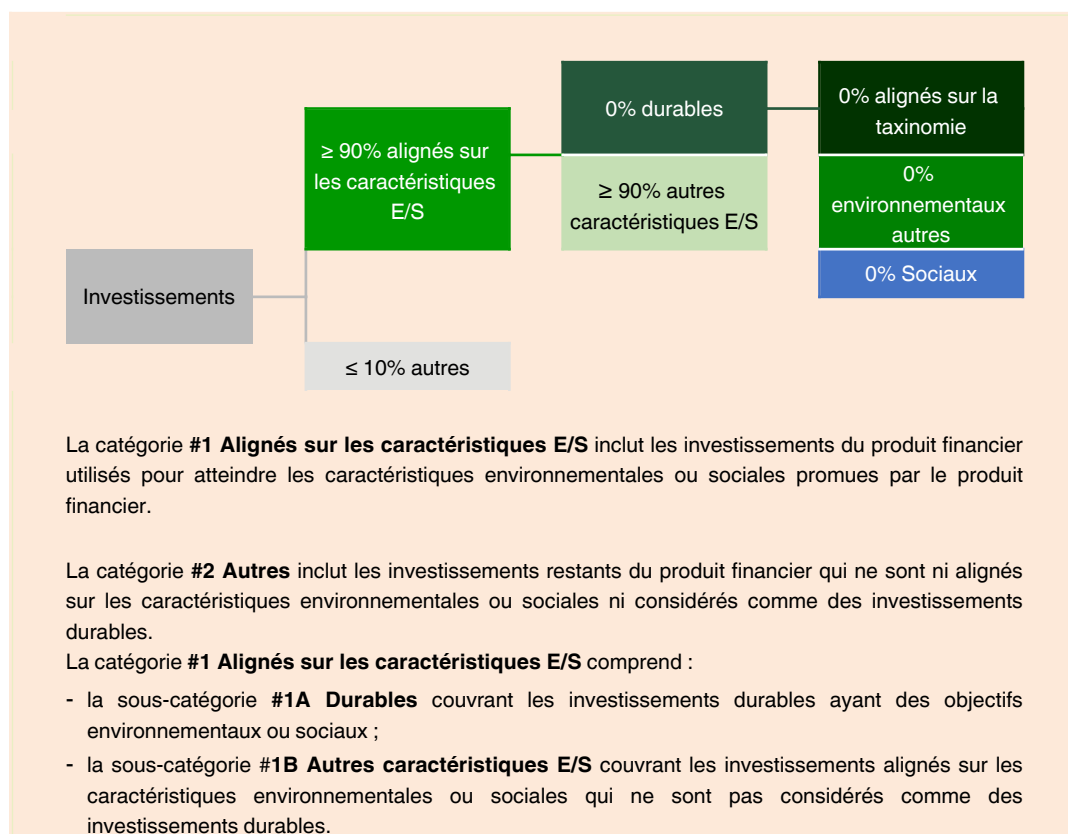 0% durables
0% alignés sur la
taxinomie
≥ 90% alignés sur
les caractéristiques
E/S
≥ 90% autres
caractéristiques E/S
0%
environnementaux
autres
0% Sociaux
Investissements
≤ 10% autres
La catégorie #1 Alignés sur les caractéristiques E/S inclut les investissements du produit financier
utilisés pour atteindre les caractéristiques environnementales ou sociales promues par le produit
financier.
La catégorie #2 Autres inclut les investissements restants du produit financier qui ne sont ni alignés
sur les caractéristiques environnementales ou sociales ni considérés comme des investissements
durables.
La catégorie #1 Alignés sur les caractéristiques E/S comprend :
- la sous-catégorie #1A Durables couvrant les investissements durables ayant des objectifs
environnementaux ou sociaux ;
- la sous-catégorie #1B Autres caractéristiques E/S couvrant les investissements alignés sur les
caractéristiques environnementales ou sociales qui ne sont pas considérés comme des
investissements durables.